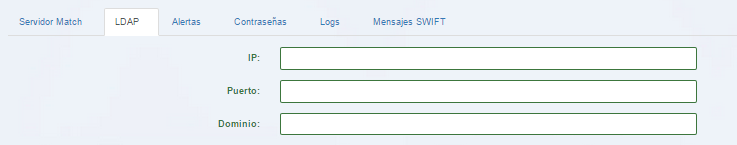 Servidor Match LDAP Alertas Contraseñas Logs Mensajes SWIFT
IP:
Puerto:
Dominio: